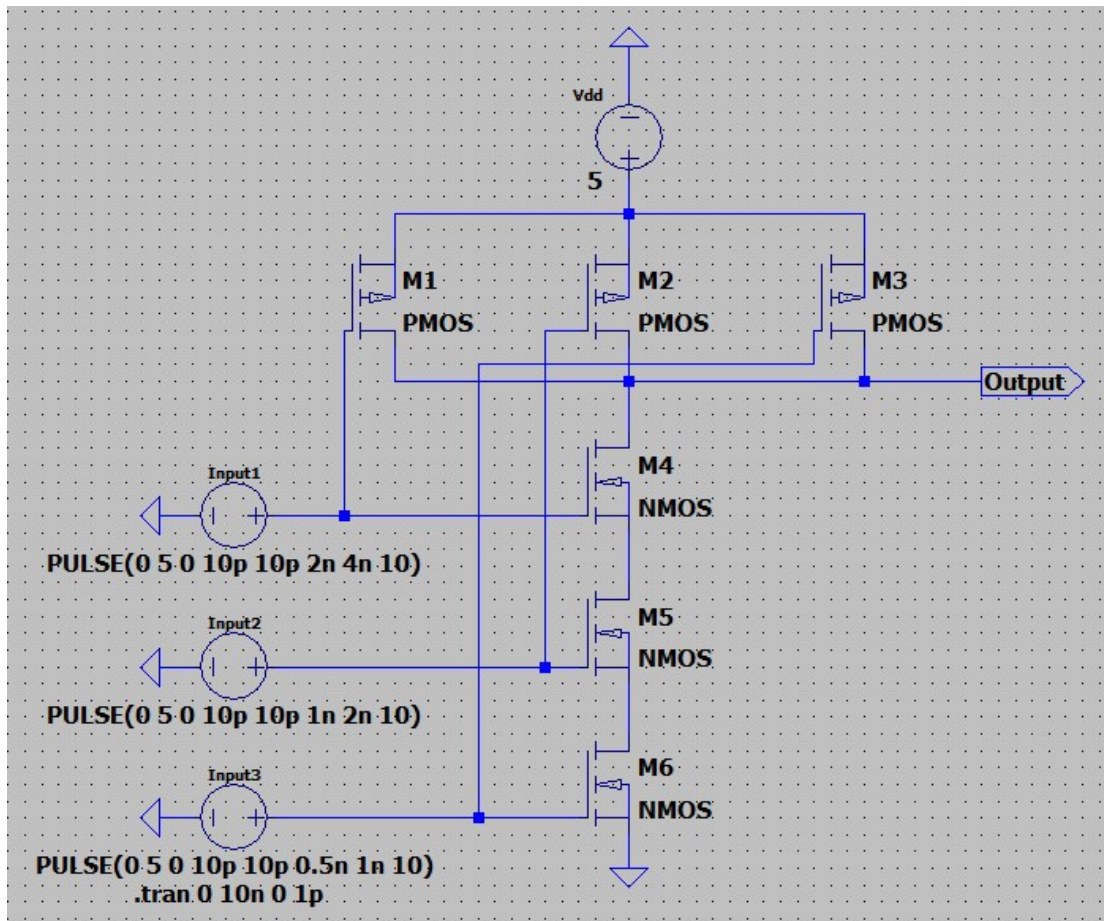 Vdd
5
M1
PMOS
M2
PMOS
M3
PMOS
Output
M4
NMOS
Input1
PULSE(0 5 0 10p 10p 2n 4n 10)
M5
NMOS
Input2
PULSE(0 5 0 10p 10p 1n 2n 10)
M6
NMOS
Input3
PULSE(0 5 0 10p 10p 0.5n 1n 10)
.tran 0 10n 0 1p